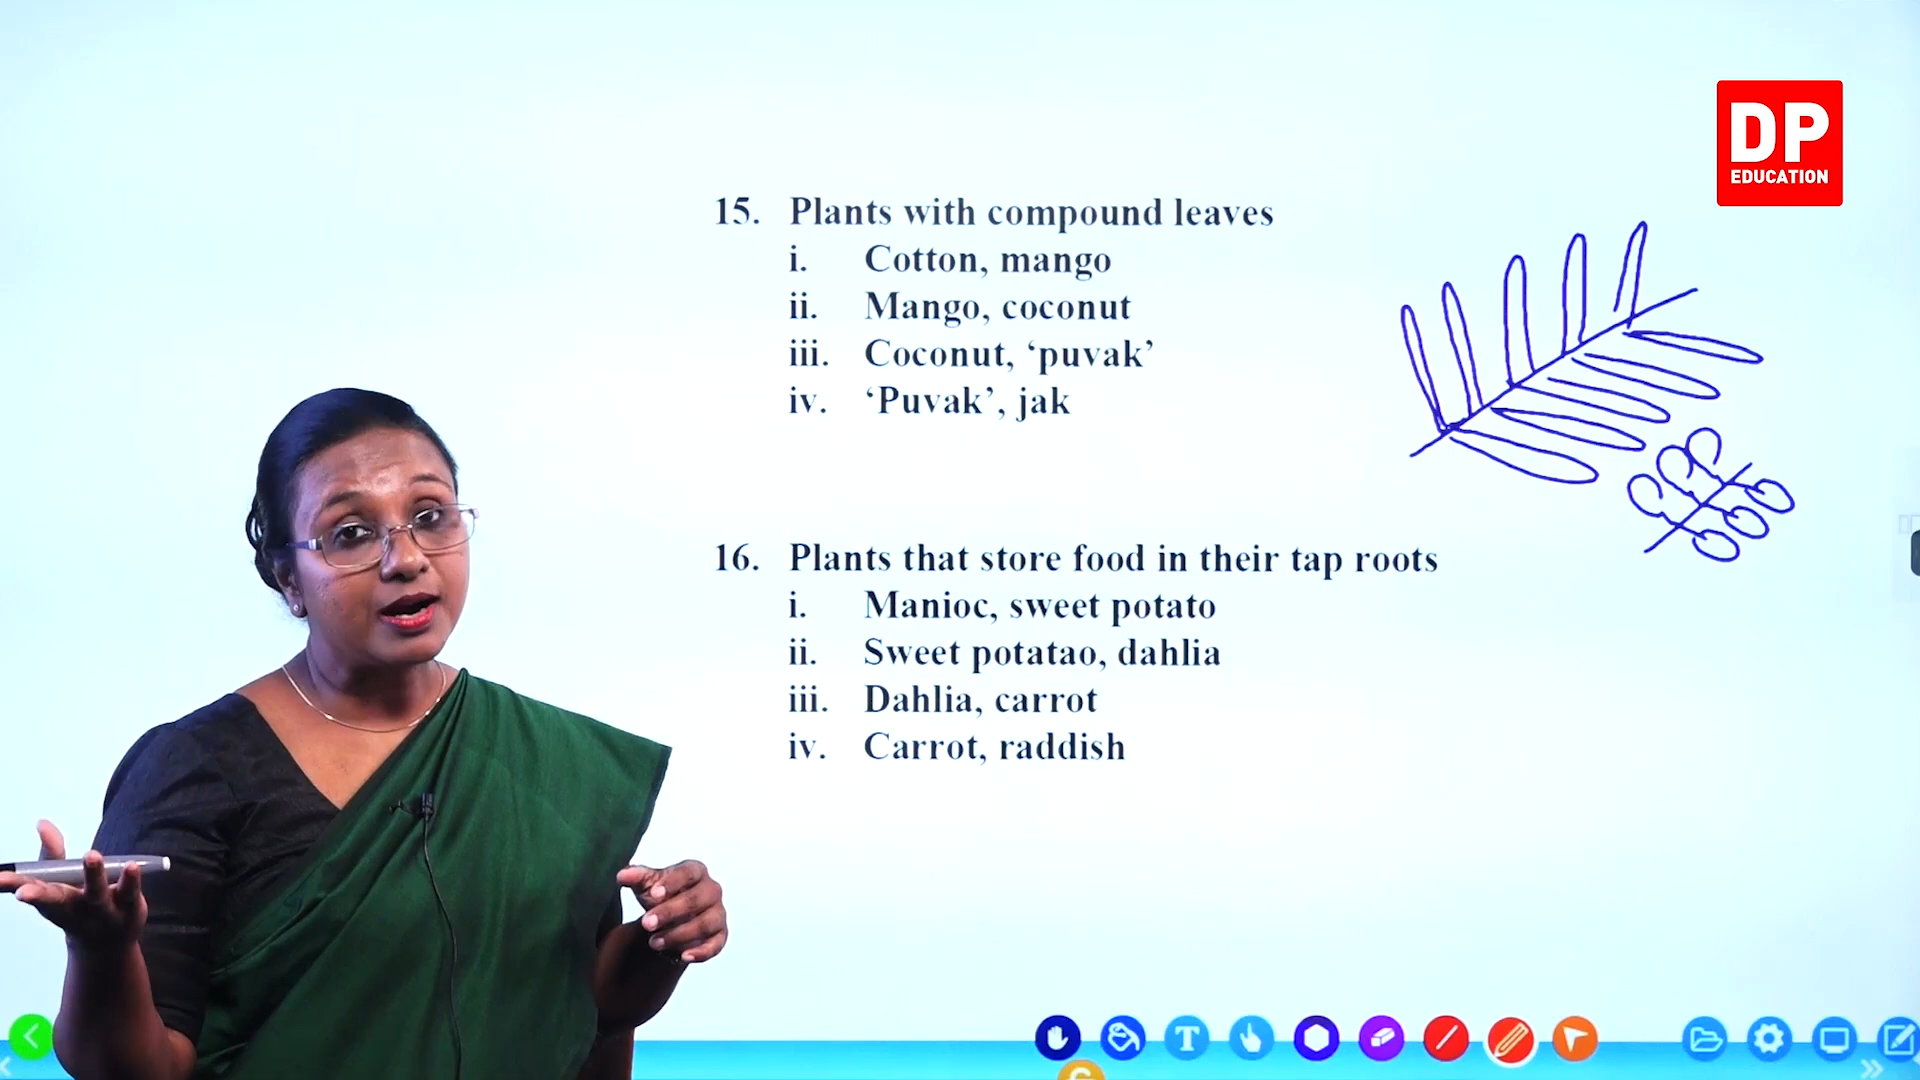 DP
EDUCATION
15. Plants with compound leaves
i. Cotton, mango
ii. Mango, coconut
iii. Coconut, ‘puvak’
iv. ‘Puvak’, jak
16. Plants that store food in their tap roots
i. Manioc, sweet potato
ii. Sweet potatao, dahlia
iii. Dahlia, carrot
iv. Carrot, raddish
T